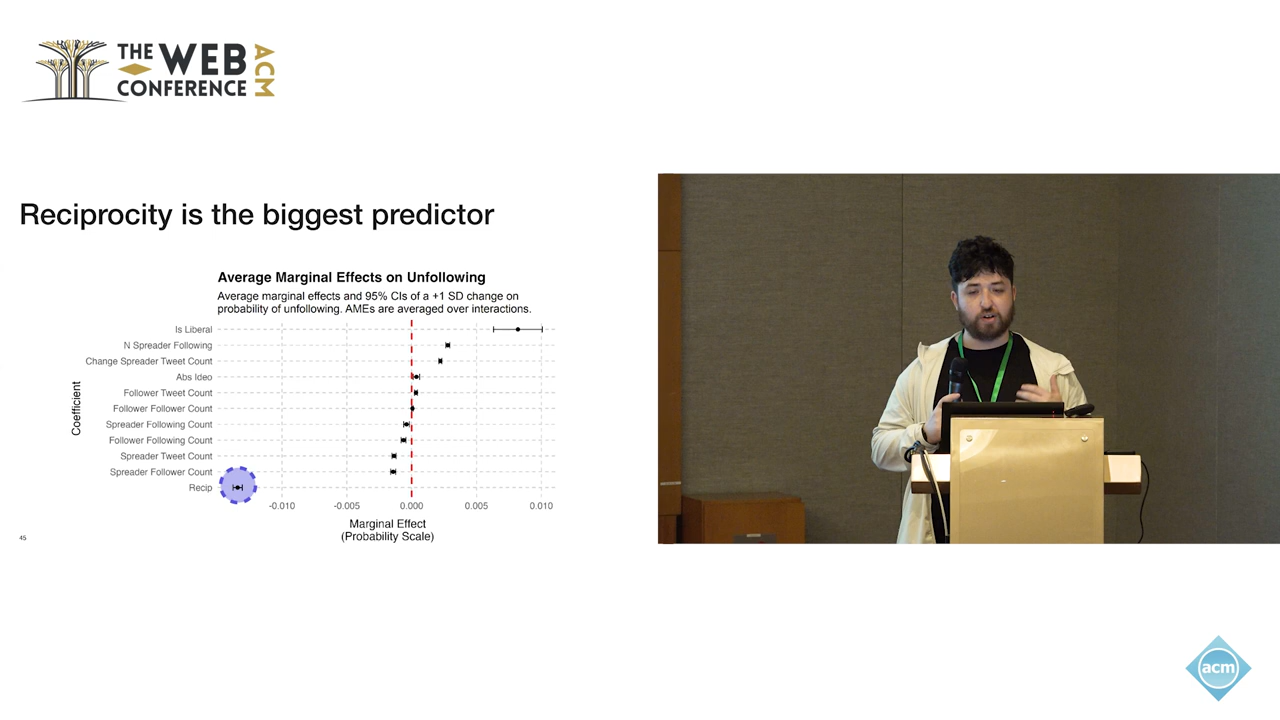 THE WEB
CONFERENCE
ACM
Reciprocity is the biggest predictor
Average Marginal Effects on Unfollowing
Average marginal effects and 95% CIs of a +1 SD change on
probability of unfollowing. AMEs are averaged over interactions.
Coefficient
Is Liberal
N Spreader Following
Change Spreader Tweet Count
Abs Ideo
Follower Tweet Count
Follower Follower Count
Spreader Following Count
Follower Following Count
Spreader Tweet Count
Spreader Follower Count
Recip
-0.010 -0.005 0.000 0.005 0.010
Marginal Effect
(Probability Scale)
45
acm